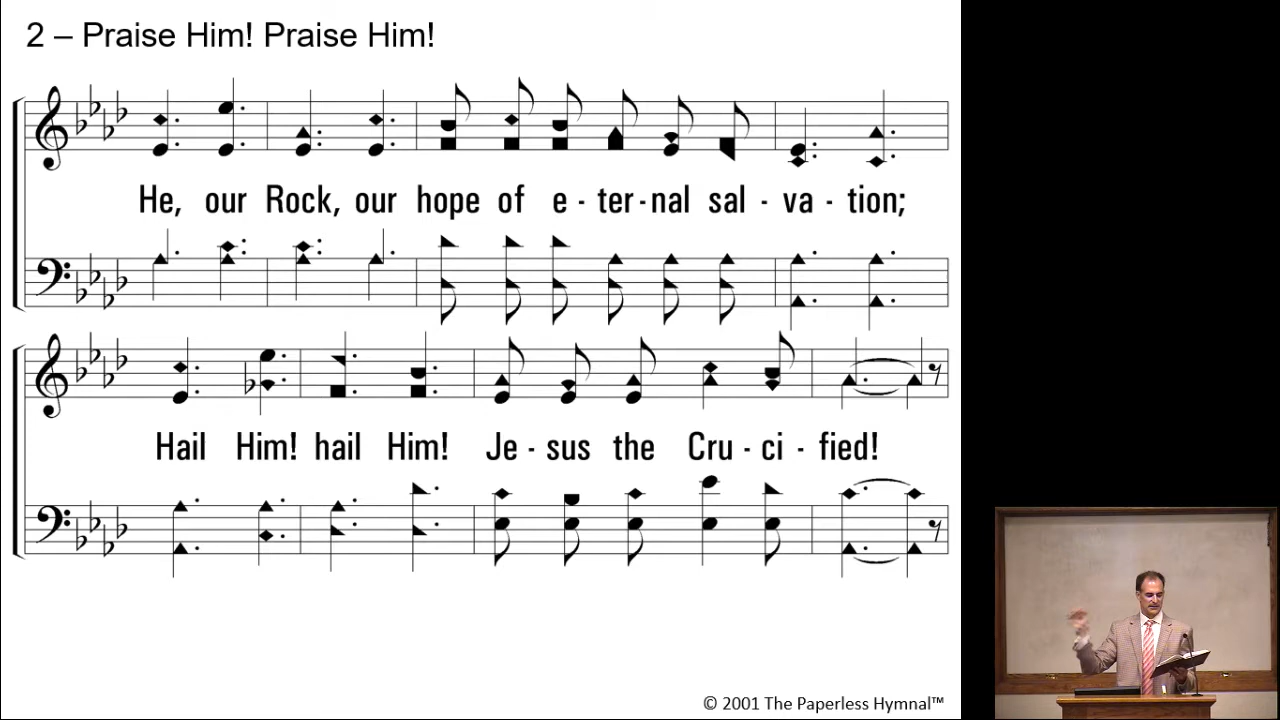 2 – Praise Him! Praise Him!
He, our Rock, our hope of e - ter - nal sal - va - tion;
Hail Him! hail Him! Je - sus the Cru - ci - fied!
© 2001 The Paperless Hymnal™